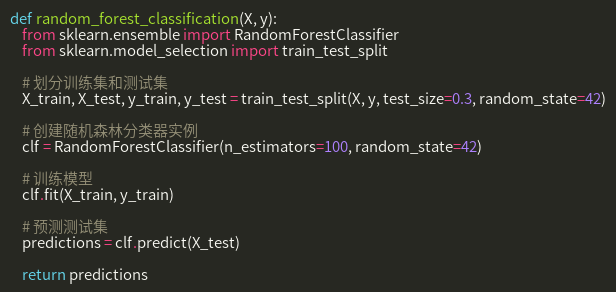 def random_forest_classification(X, y):
from sklearn.ensemble import RandomForestClassifier
from sklearn.model_selection import train_test_split
# 划分训练集和测试集
X_train, X_test, y_train, y_test = train_test_split(X, y, test_size=0.3, random_state=42)
# 创建随机森林分类器实例
clf = RandomForestClassifier(n_estimators=100, random_state=42)
# 训练模型
clf.fit(X_train, y_train)
# 预测测试集
predictions = clf.predict(X_test)
return predictions